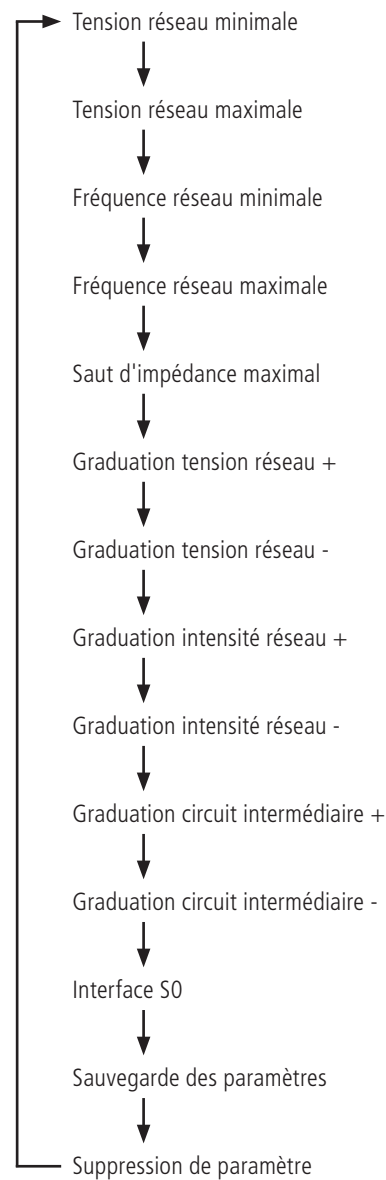 Tension réseau minimale
Tension réseau maximale
Fréquence réseau minimale
Fréquence réseau maximale
Saut d'impédance maximal
Graduation tension réseau +
Graduation tension réseau -
Graduation intensité réseau +
Graduation intensité réseau -
Graduation circuit intermédiaire +
Graduation circuit intermédiaire -
Interface S0
Sauvegarde des paramètres
Suppression de paramètre